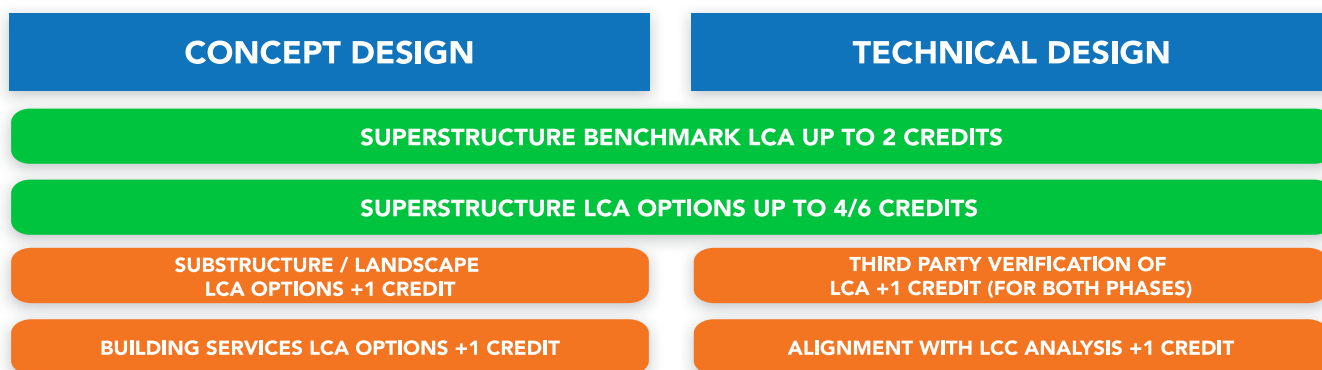 CONCEPT DESIGN
TECHNICAL DESIGN
SUPERSTRUCTURE BENCHMARK LCA UP TO 2 CREDITS
SUPERSTRUCTURE LCA OPTIONS UP TO 4/6 CREDITS
SUBSTRUCTURE / LANDSCAPE
LCA OPTIONS +1 CREDIT
THIRD PARTY VERIFICATION OF
LCA +1 CREDIT (FOR BOTH PHASES)
BUILDING SERVICES LCA OPTIONS +1 CREDIT
ALIGNMENT WITH LCC ANALYSIS +1 CREDIT